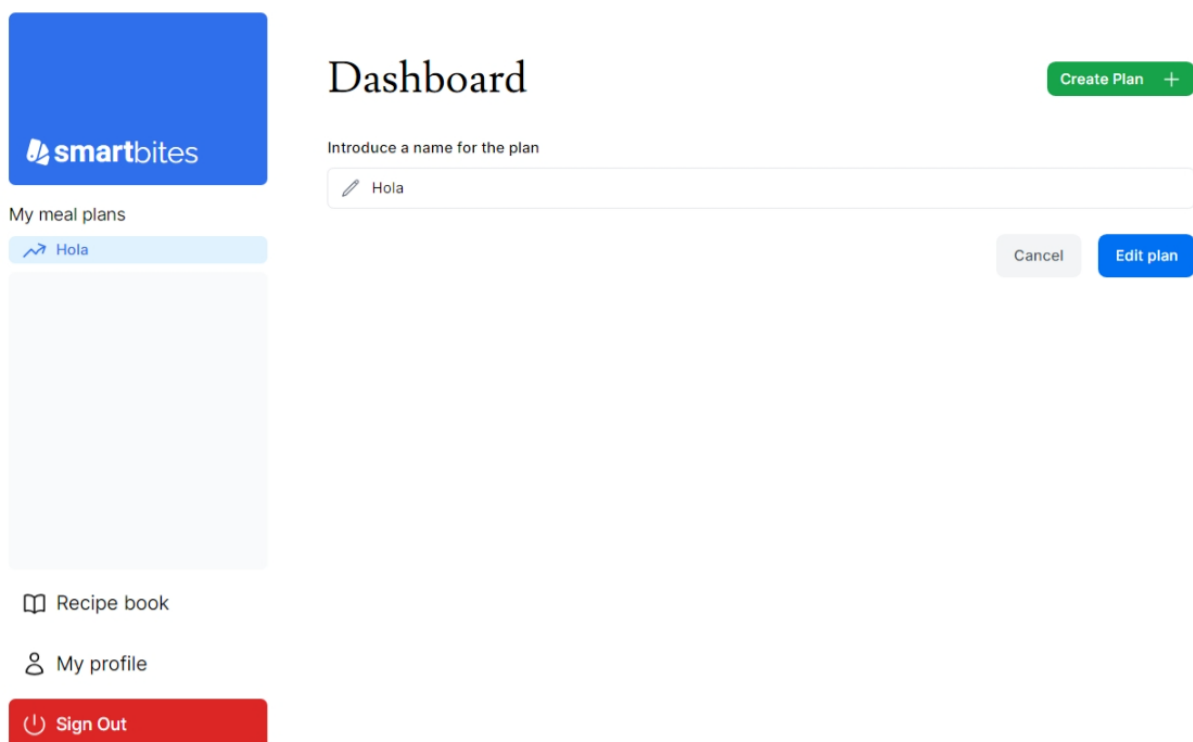 smartbites
My meal plans
Hola
Recipe book
My profile
Sign Out
Dashboard
Create Plan
Introduce a name for the plan
Hola
Cancel
Edit plan